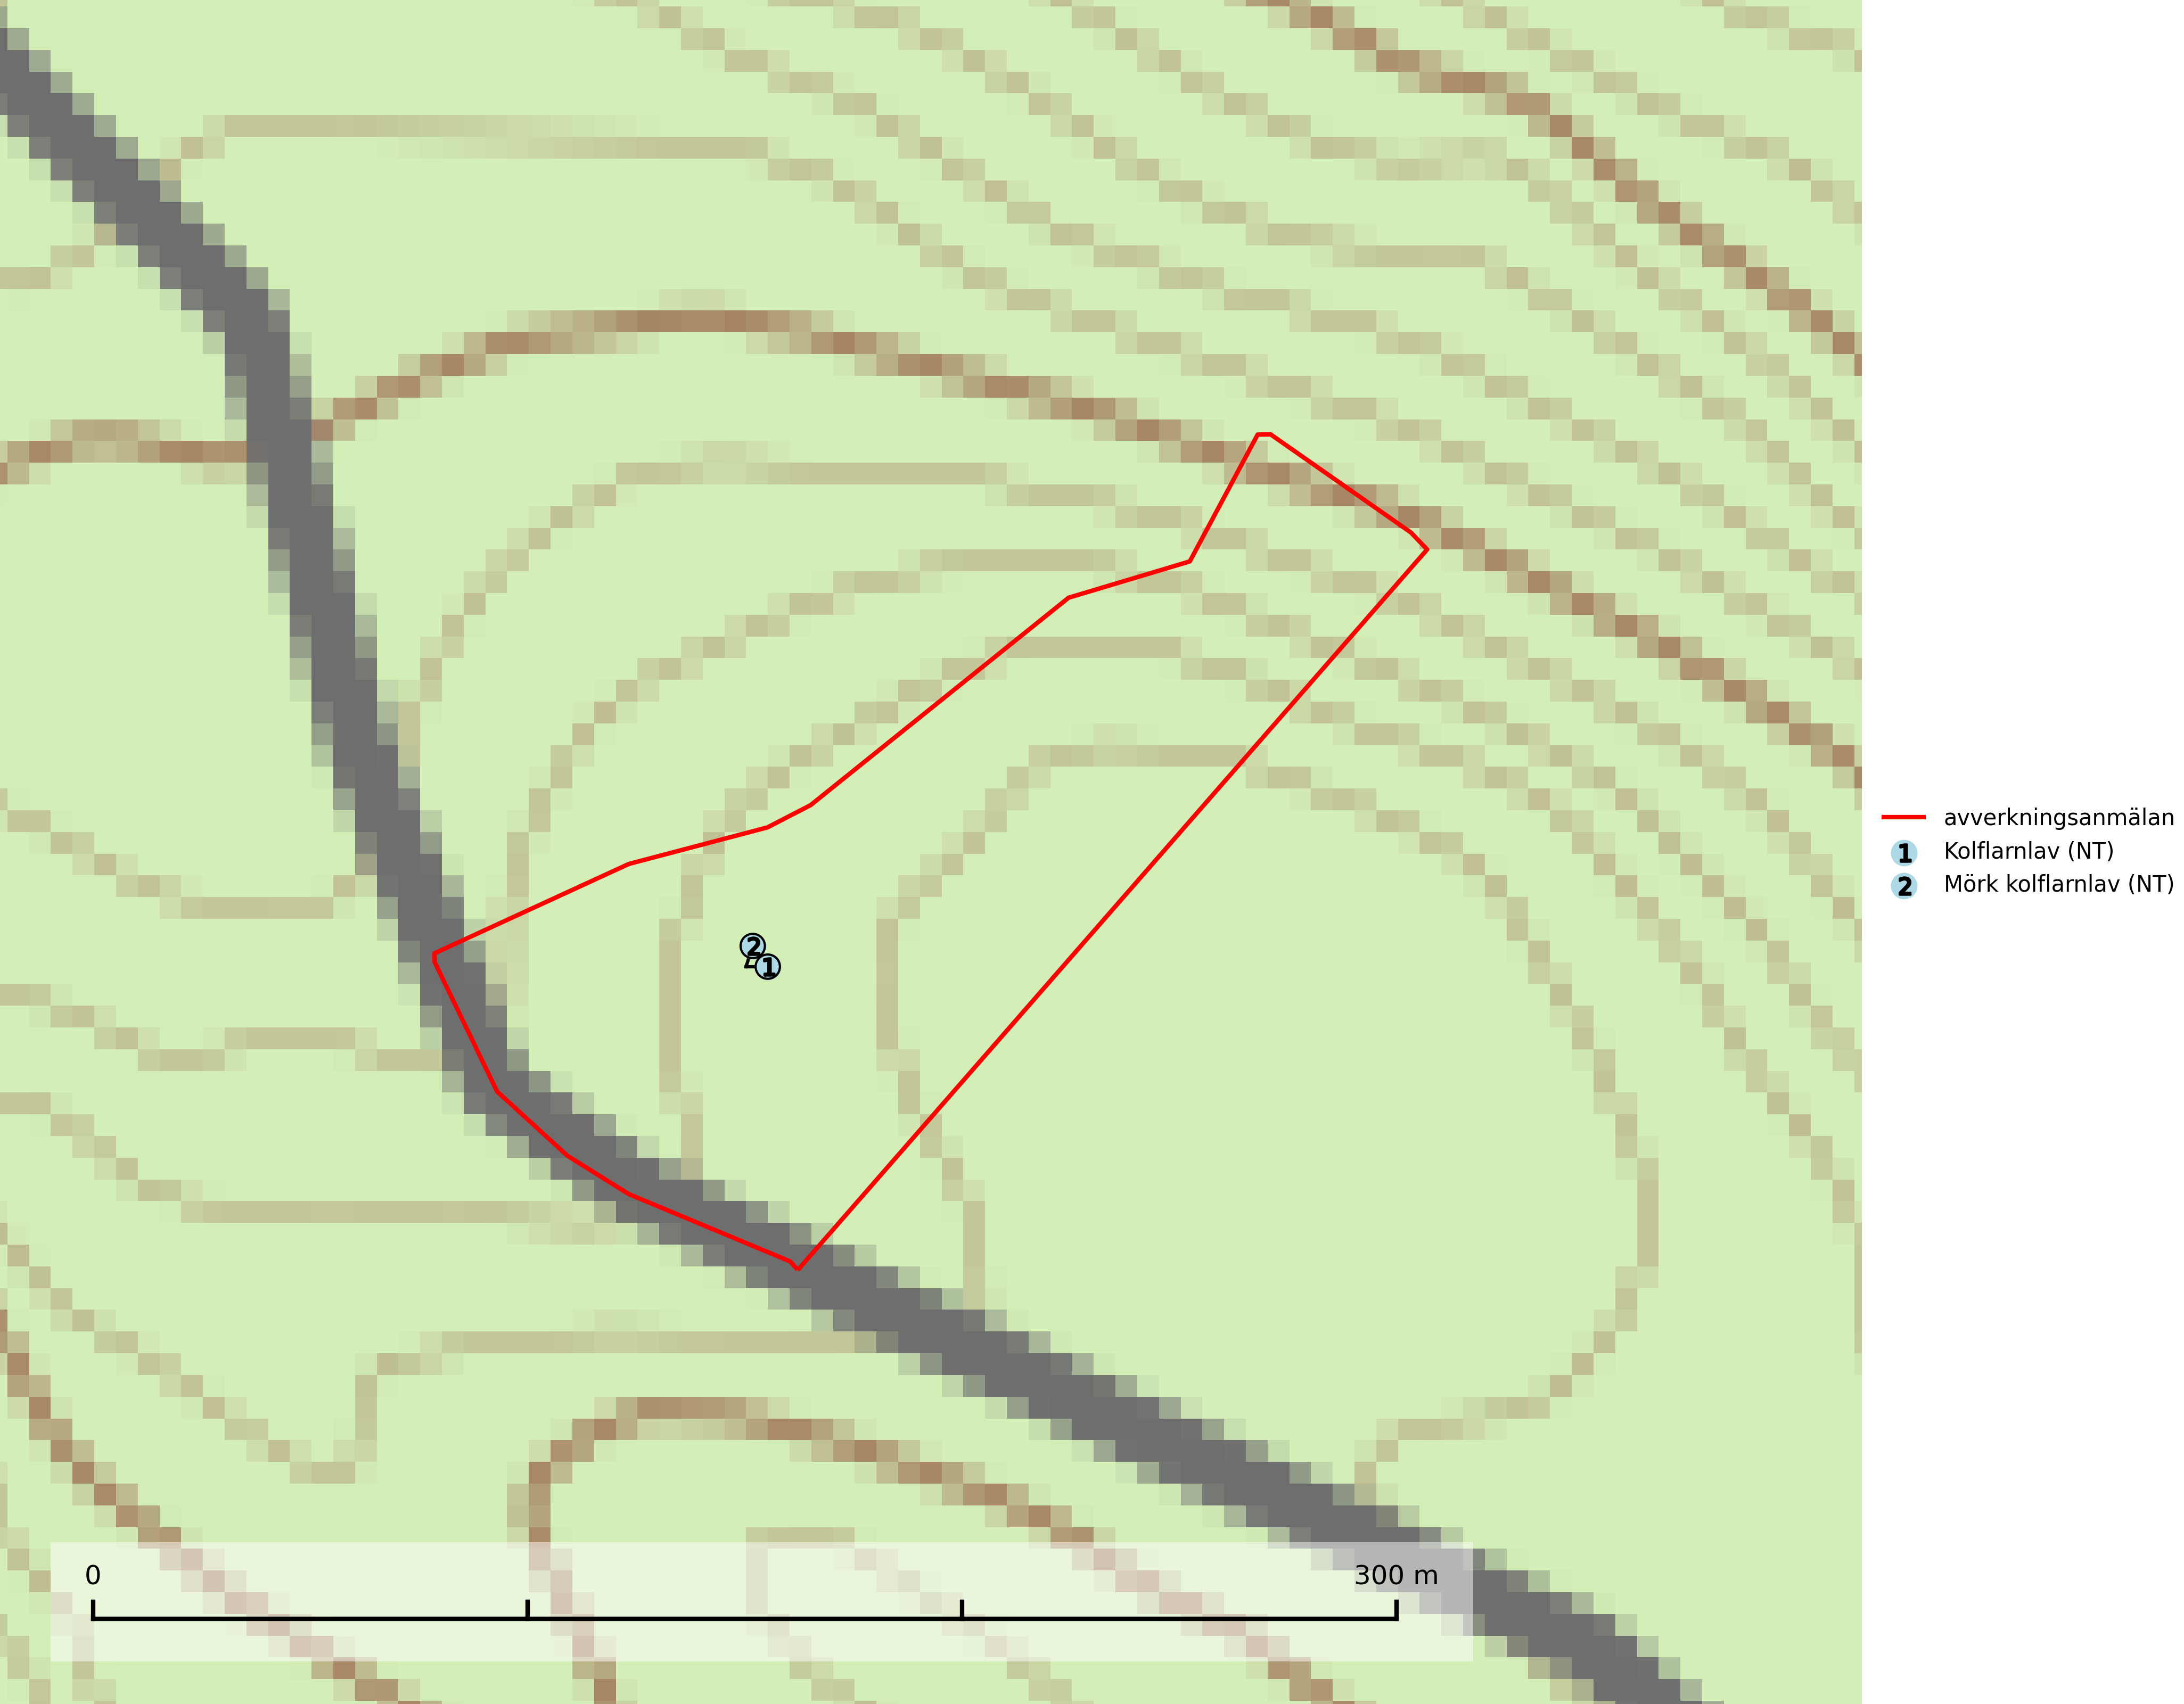 avverkningsanmälan
1 Kolflarnlav (NT)
2 Mörk kolflarnlav (NT)
2
1
0 300 m